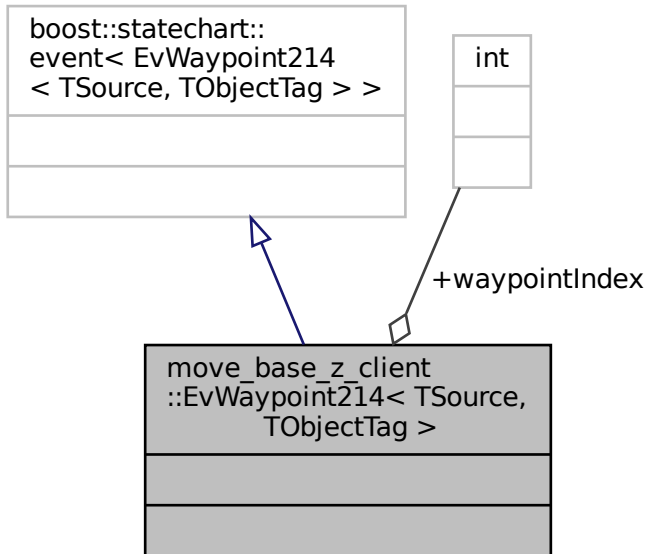 boost::statechart::
event< EvWaypoint214
< TSource, TObjectTag > >
int
+waypointIndex
move_base_z_client
::EvWaypoint214< TSource,
TObjectTag >